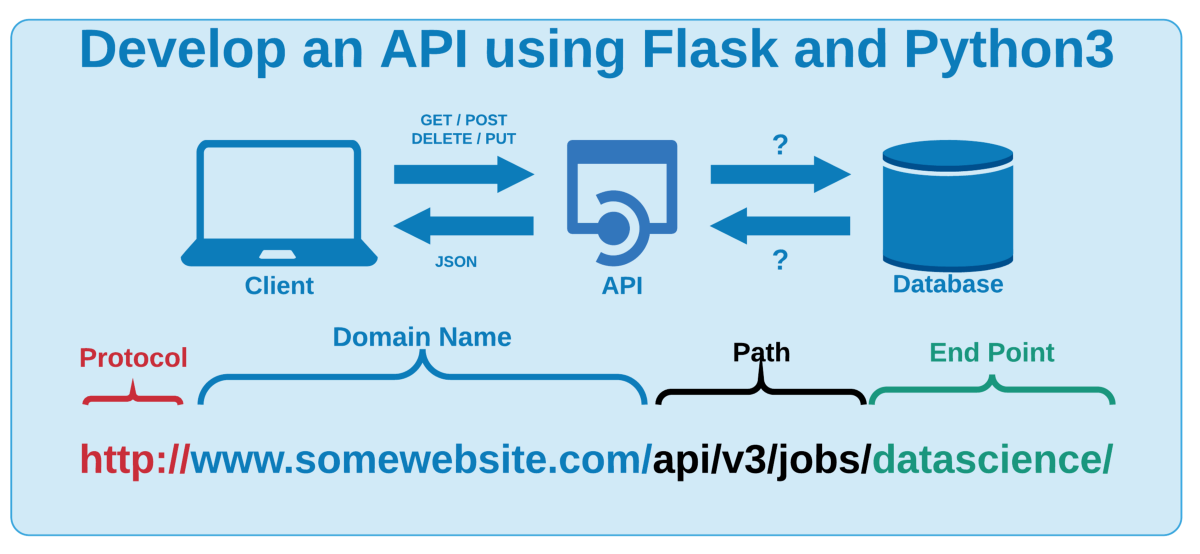 Develop an API using Flask and Python3
GET / POST
DELETE / PUT
?
JSON
?
Client
API
Database
Protocol
Domain Name
Path
End Point
http://www.somewebsite.com/api/v3/jobs/datascience/